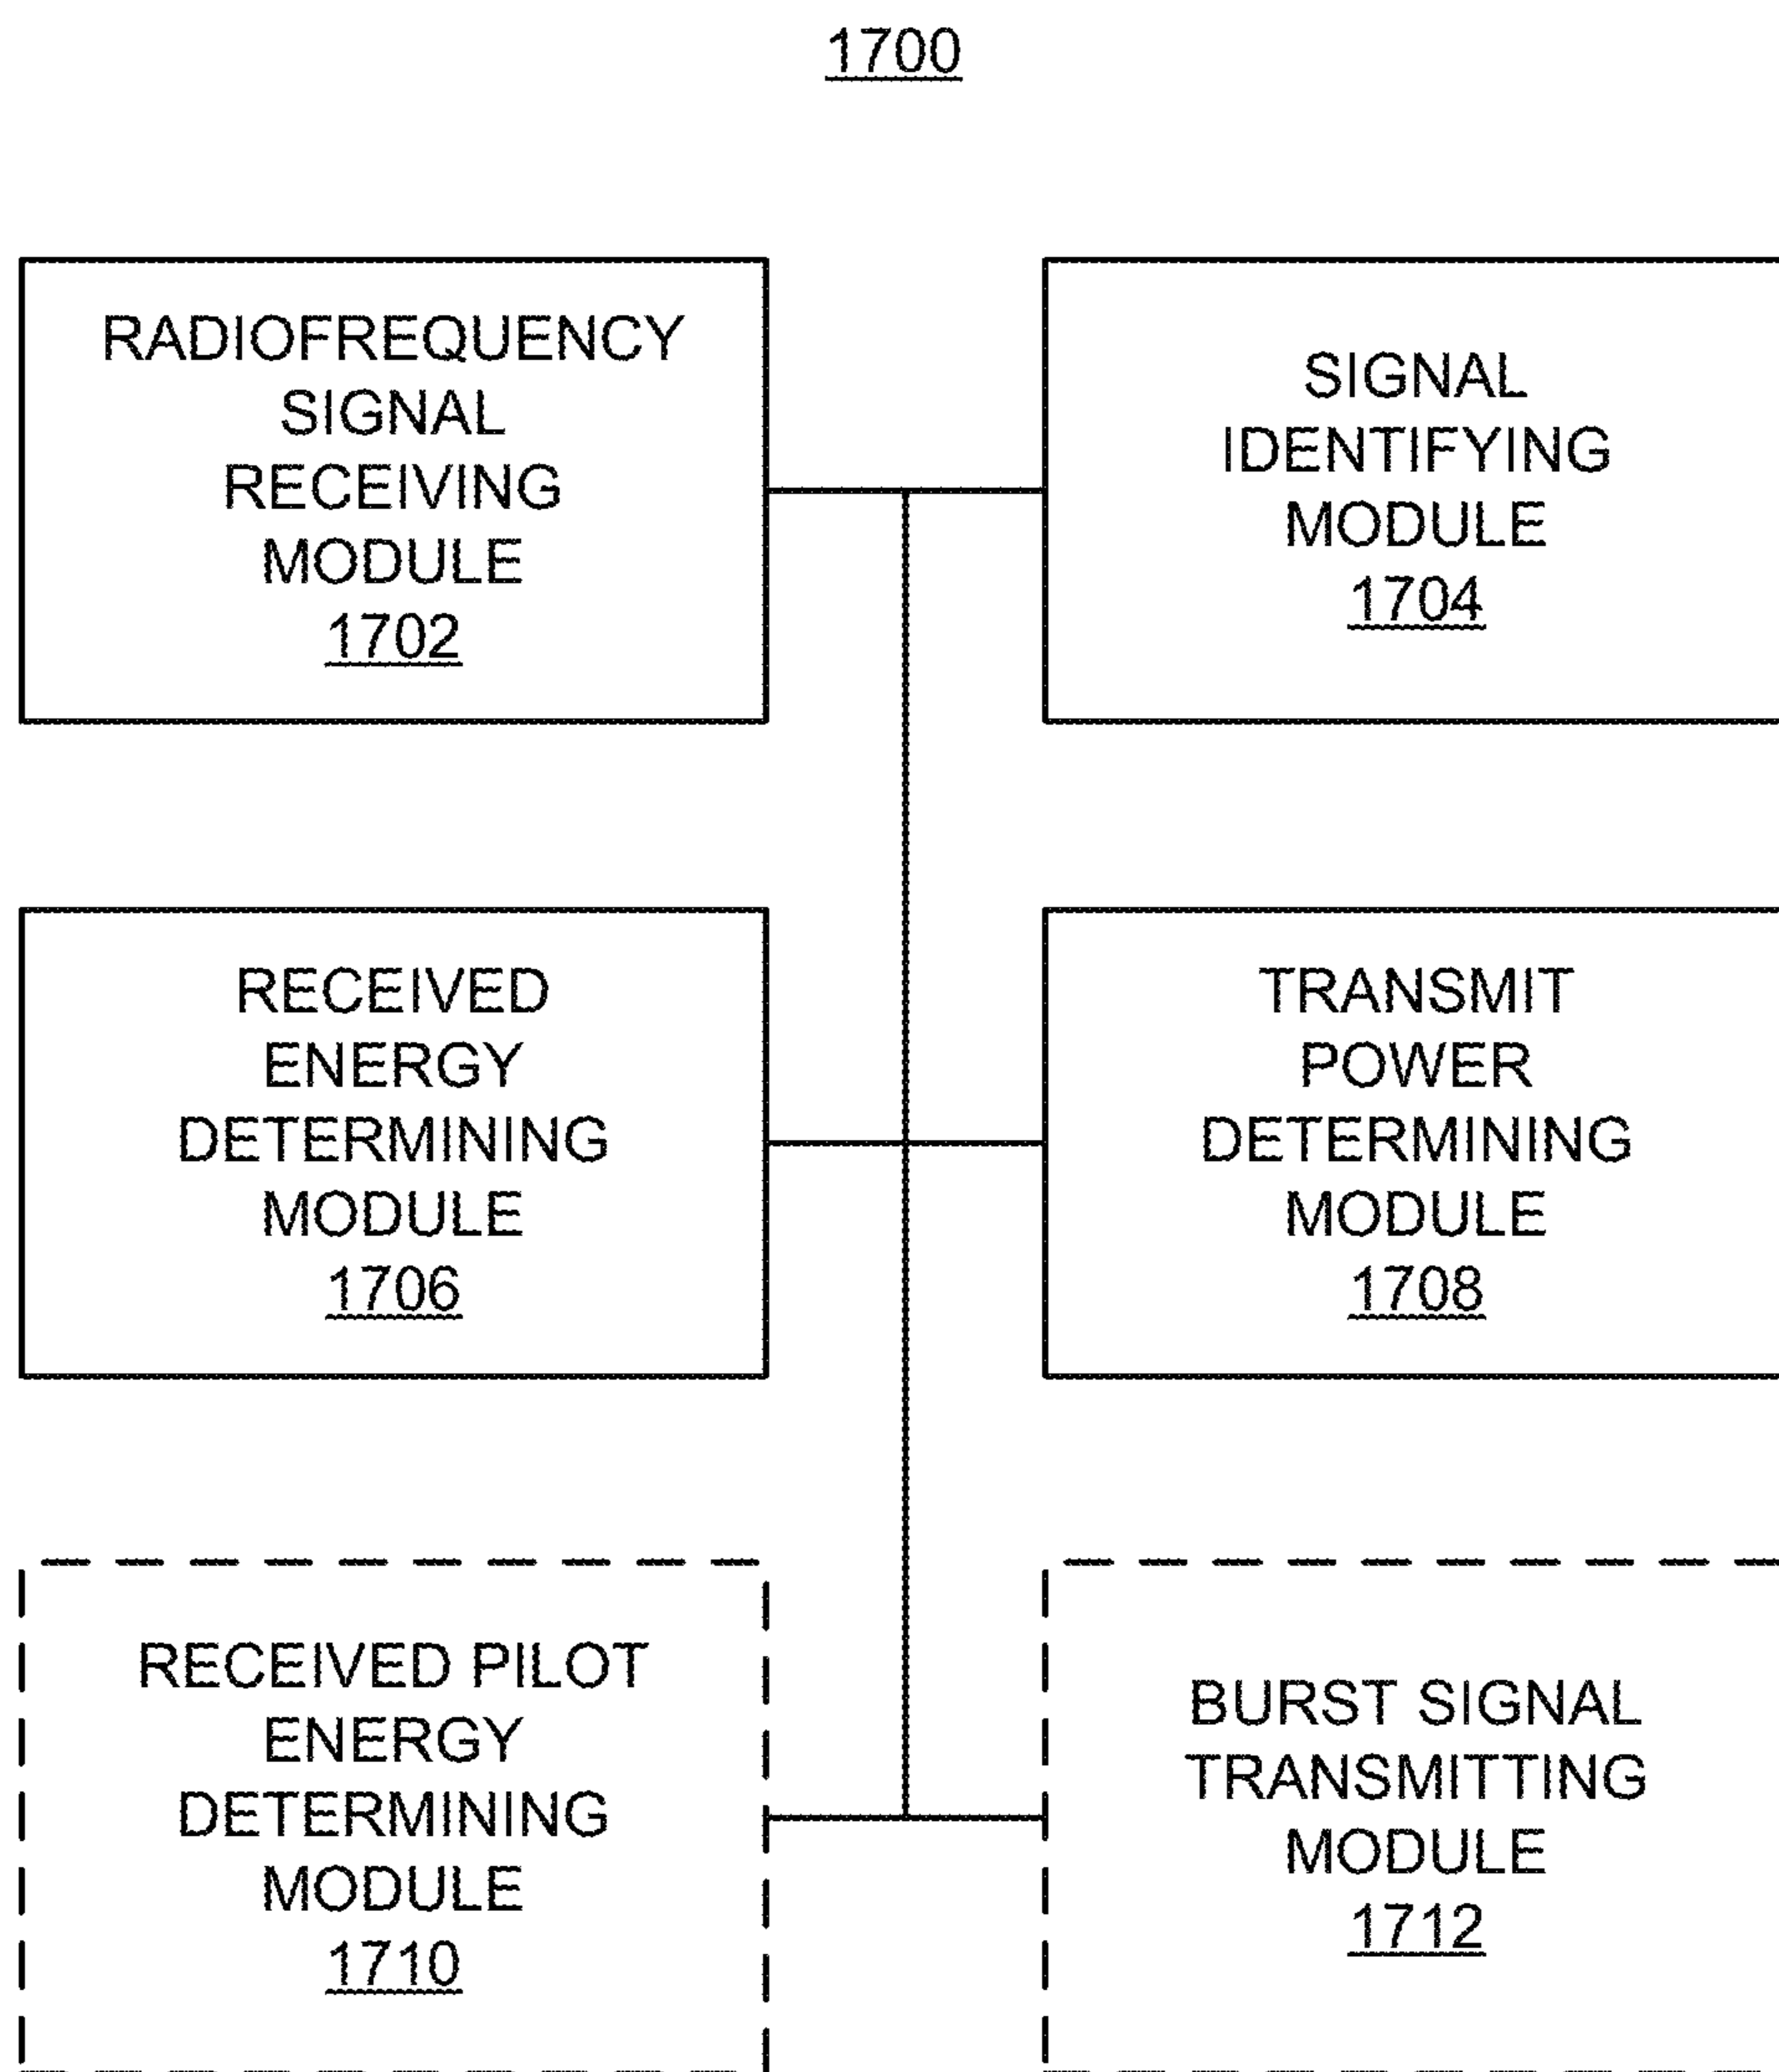 1700
RADIOFREQUENCY
SIGNAL
RECEIVING
MODULE
1702
SIGNAL
IDENTIFYING
MODULE
1704
RECEIVED
ENERGY
DETERMINING
MODULE
1706
TRANSMIT
POWER
DETERMINING
MODULE
1708
RECEIVED PILOT
ENERGY
DETERMINING
MODULE
1710
BURST SIGNAL
TRANSMITTING
MODULE
1712